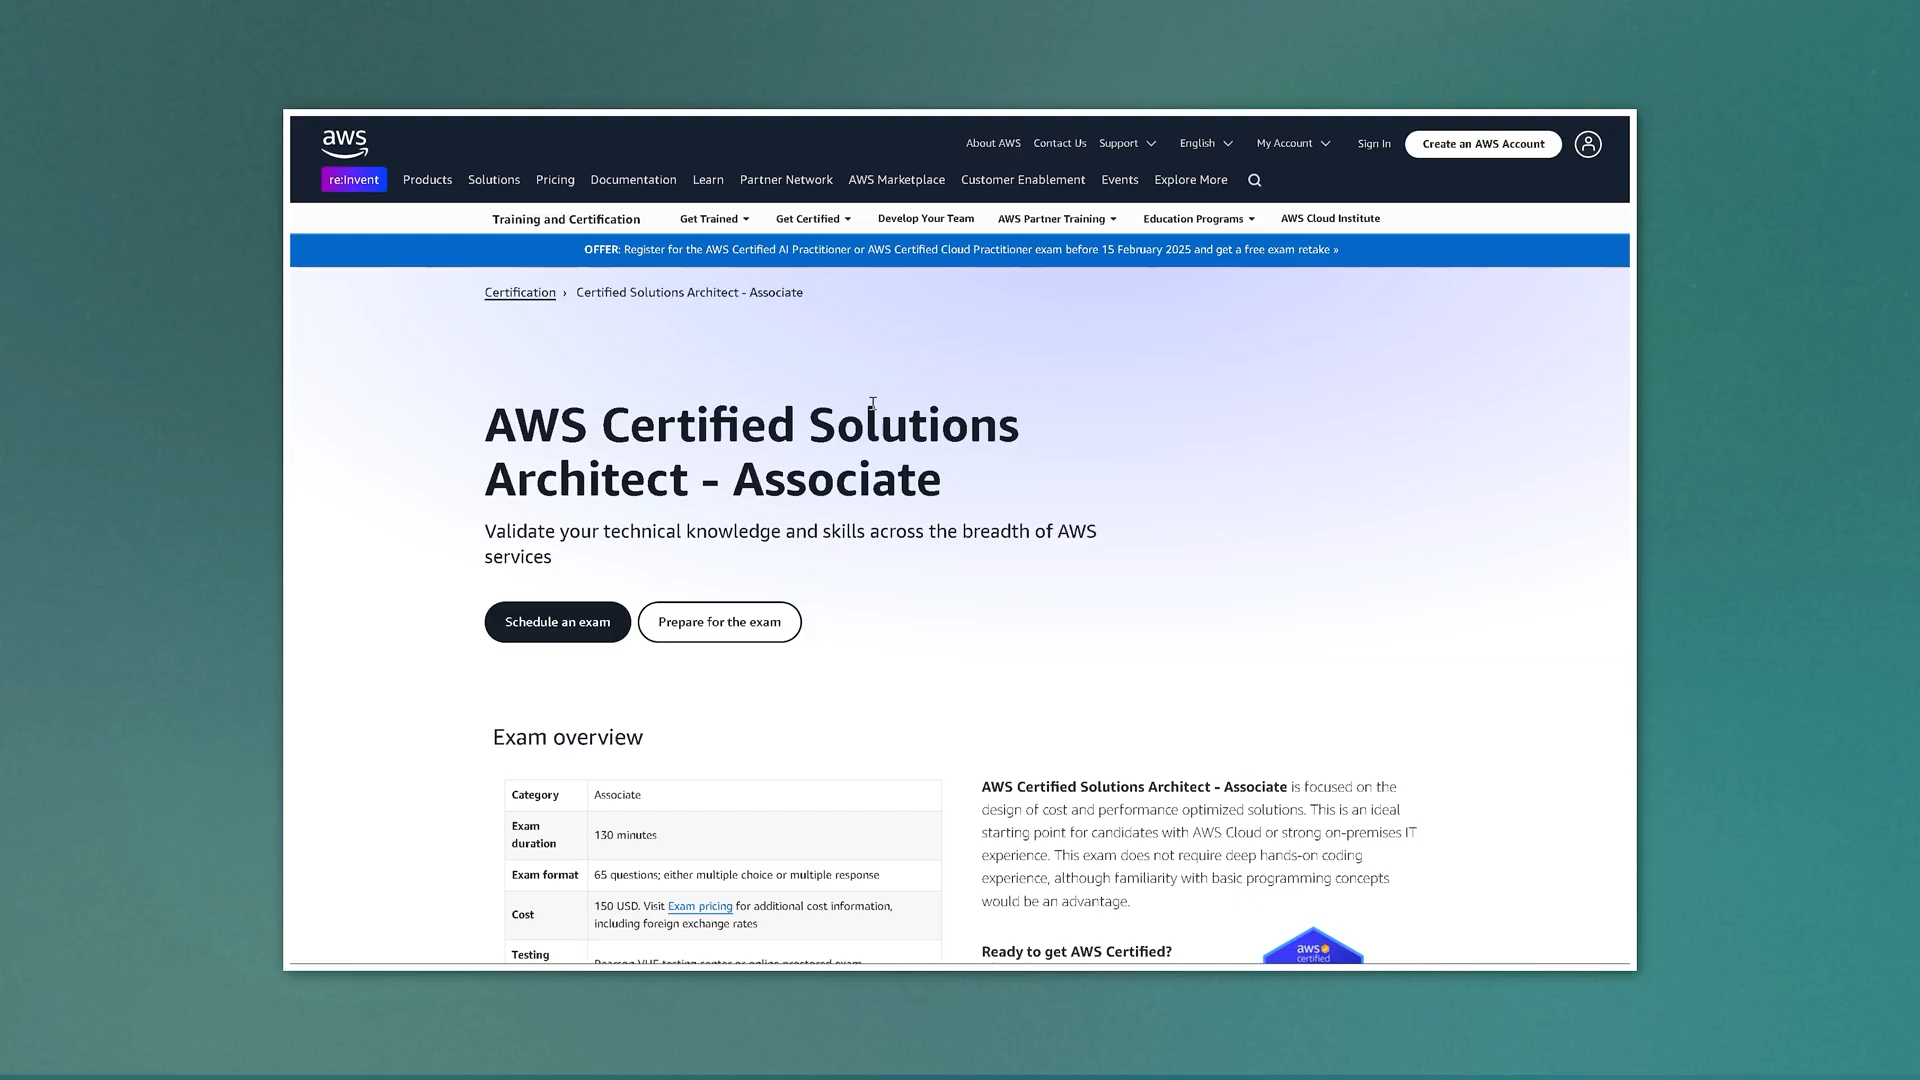 aws
About AWS Contact Us Support English My Account Sign In Create an AWS Account
re:Invent Products Solutions Pricing Documentation Learn Partner Network AWS Marketplace Customer Enablement Events Explore More
Training and Certification Get Trained Get Certified Develop Your Team AWS Partner Training Education Programs AWS Cloud Institute
OFFER: Register for the AWS Certified AI Practitioner or AWS Certified Cloud Practitioner exam before 15 February 2025 and get a free exam retake »
Certification › Certified Solutions Architect - Associate
AWS Certified Solutions
Architect - Associate
Validate your technical knowledge and skills across the breadth of AWS
services
Schedule an exam Prepare for the exam
Exam overview
Category Associate
Exam
duration
130 minutes
Exam format 65 questions; either multiple choice or multiple response
Cost
150 USD. Visit Exam pricing for additional cost information,
including foreign exchange rates
Testing
Pearson VUE testing center or online proctored exam
AWS Certified Solutions Architect - Associate is focused on the
design of cost and performance optimized solutions. This is an ideal
starting point for candidates with AWS Cloud or strong on-premises IT
experience. This exam does not require deep hands-on coding
experience, although familiarity with basic programming concepts
would be an advantage.
Ready to get AWS Certified?
aws
certified